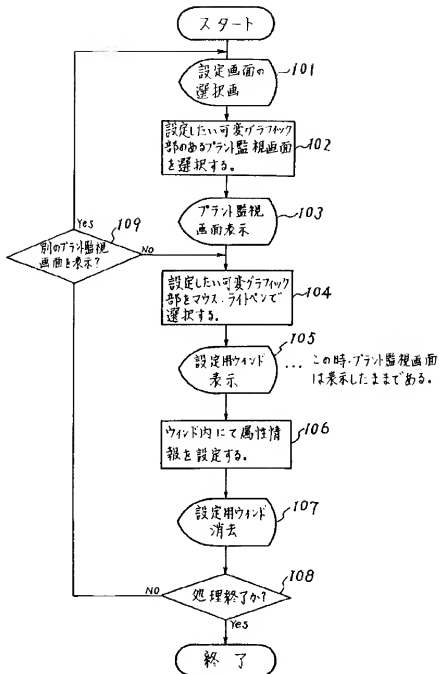 スタート
設定画面の
選択画
101
設定したい可変グラフィック
部のあるプラント監視画面
を選択する。
102
プラント監視
画面表示
103
Yes
109
別のプラント監視
画面を表示?
NO
設定したい可変グラフィック
部をマウス・ライトペンで
選択する。
104
設定用ウィンド
表示
105
... この時・プラント監視画面
は表示したままである。
ウィンド内にて属性情
報を設定する。
106
設定用ウィンド
消去
107
処理終了か?
108
NO
Yes
終了